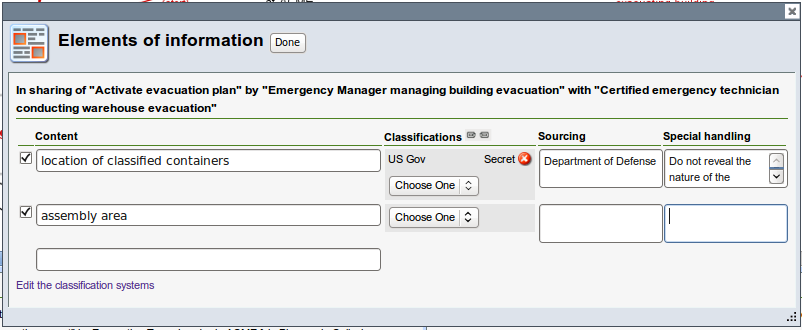 Elements of information
Done
In sharing of "Activate evacuation plan" by "Emergency Manager managing building evacuation" with "Certified emergency technician
conducting warehouse evacuation"
Content Classifications Sourcing Special handling
location of classified containers US Gov Secret Department of Defense Do not reveal the
nature of the
Choose One
assembly area Choose One
Edit the classification systems